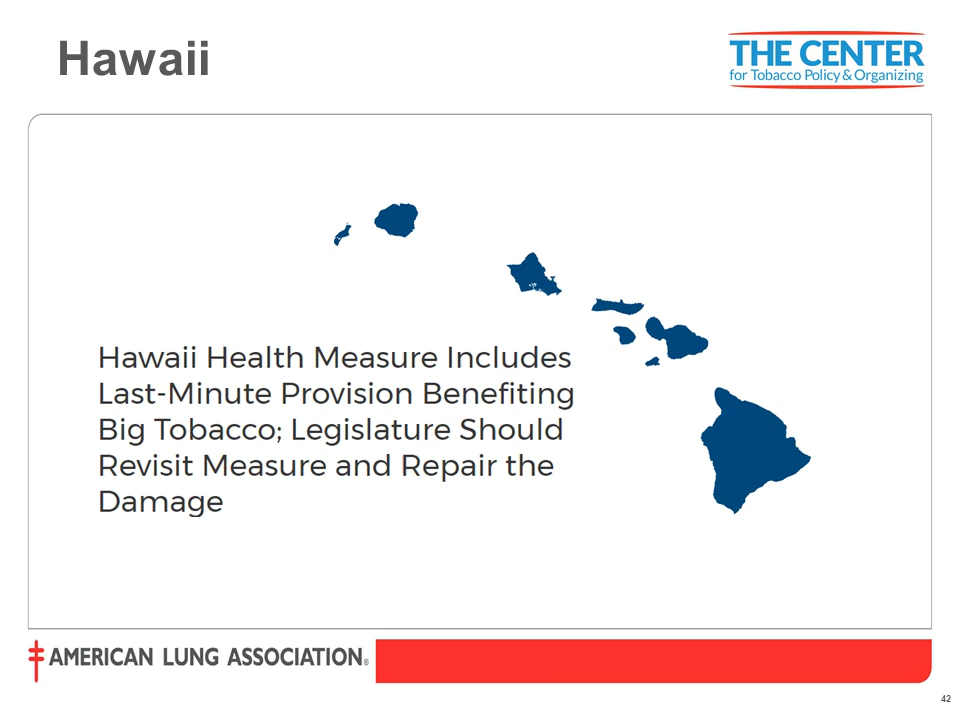 Hawaii
THE CENTER
for Tobacco Policy & Organizing
Hawaii Health Measure Includes
Last-Minute Provision Benefiting
Big Tobacco; Legislature Should
Revisit Measure and Repair the
Damage
AMERICAN LUNG ASSOCIATION®
42